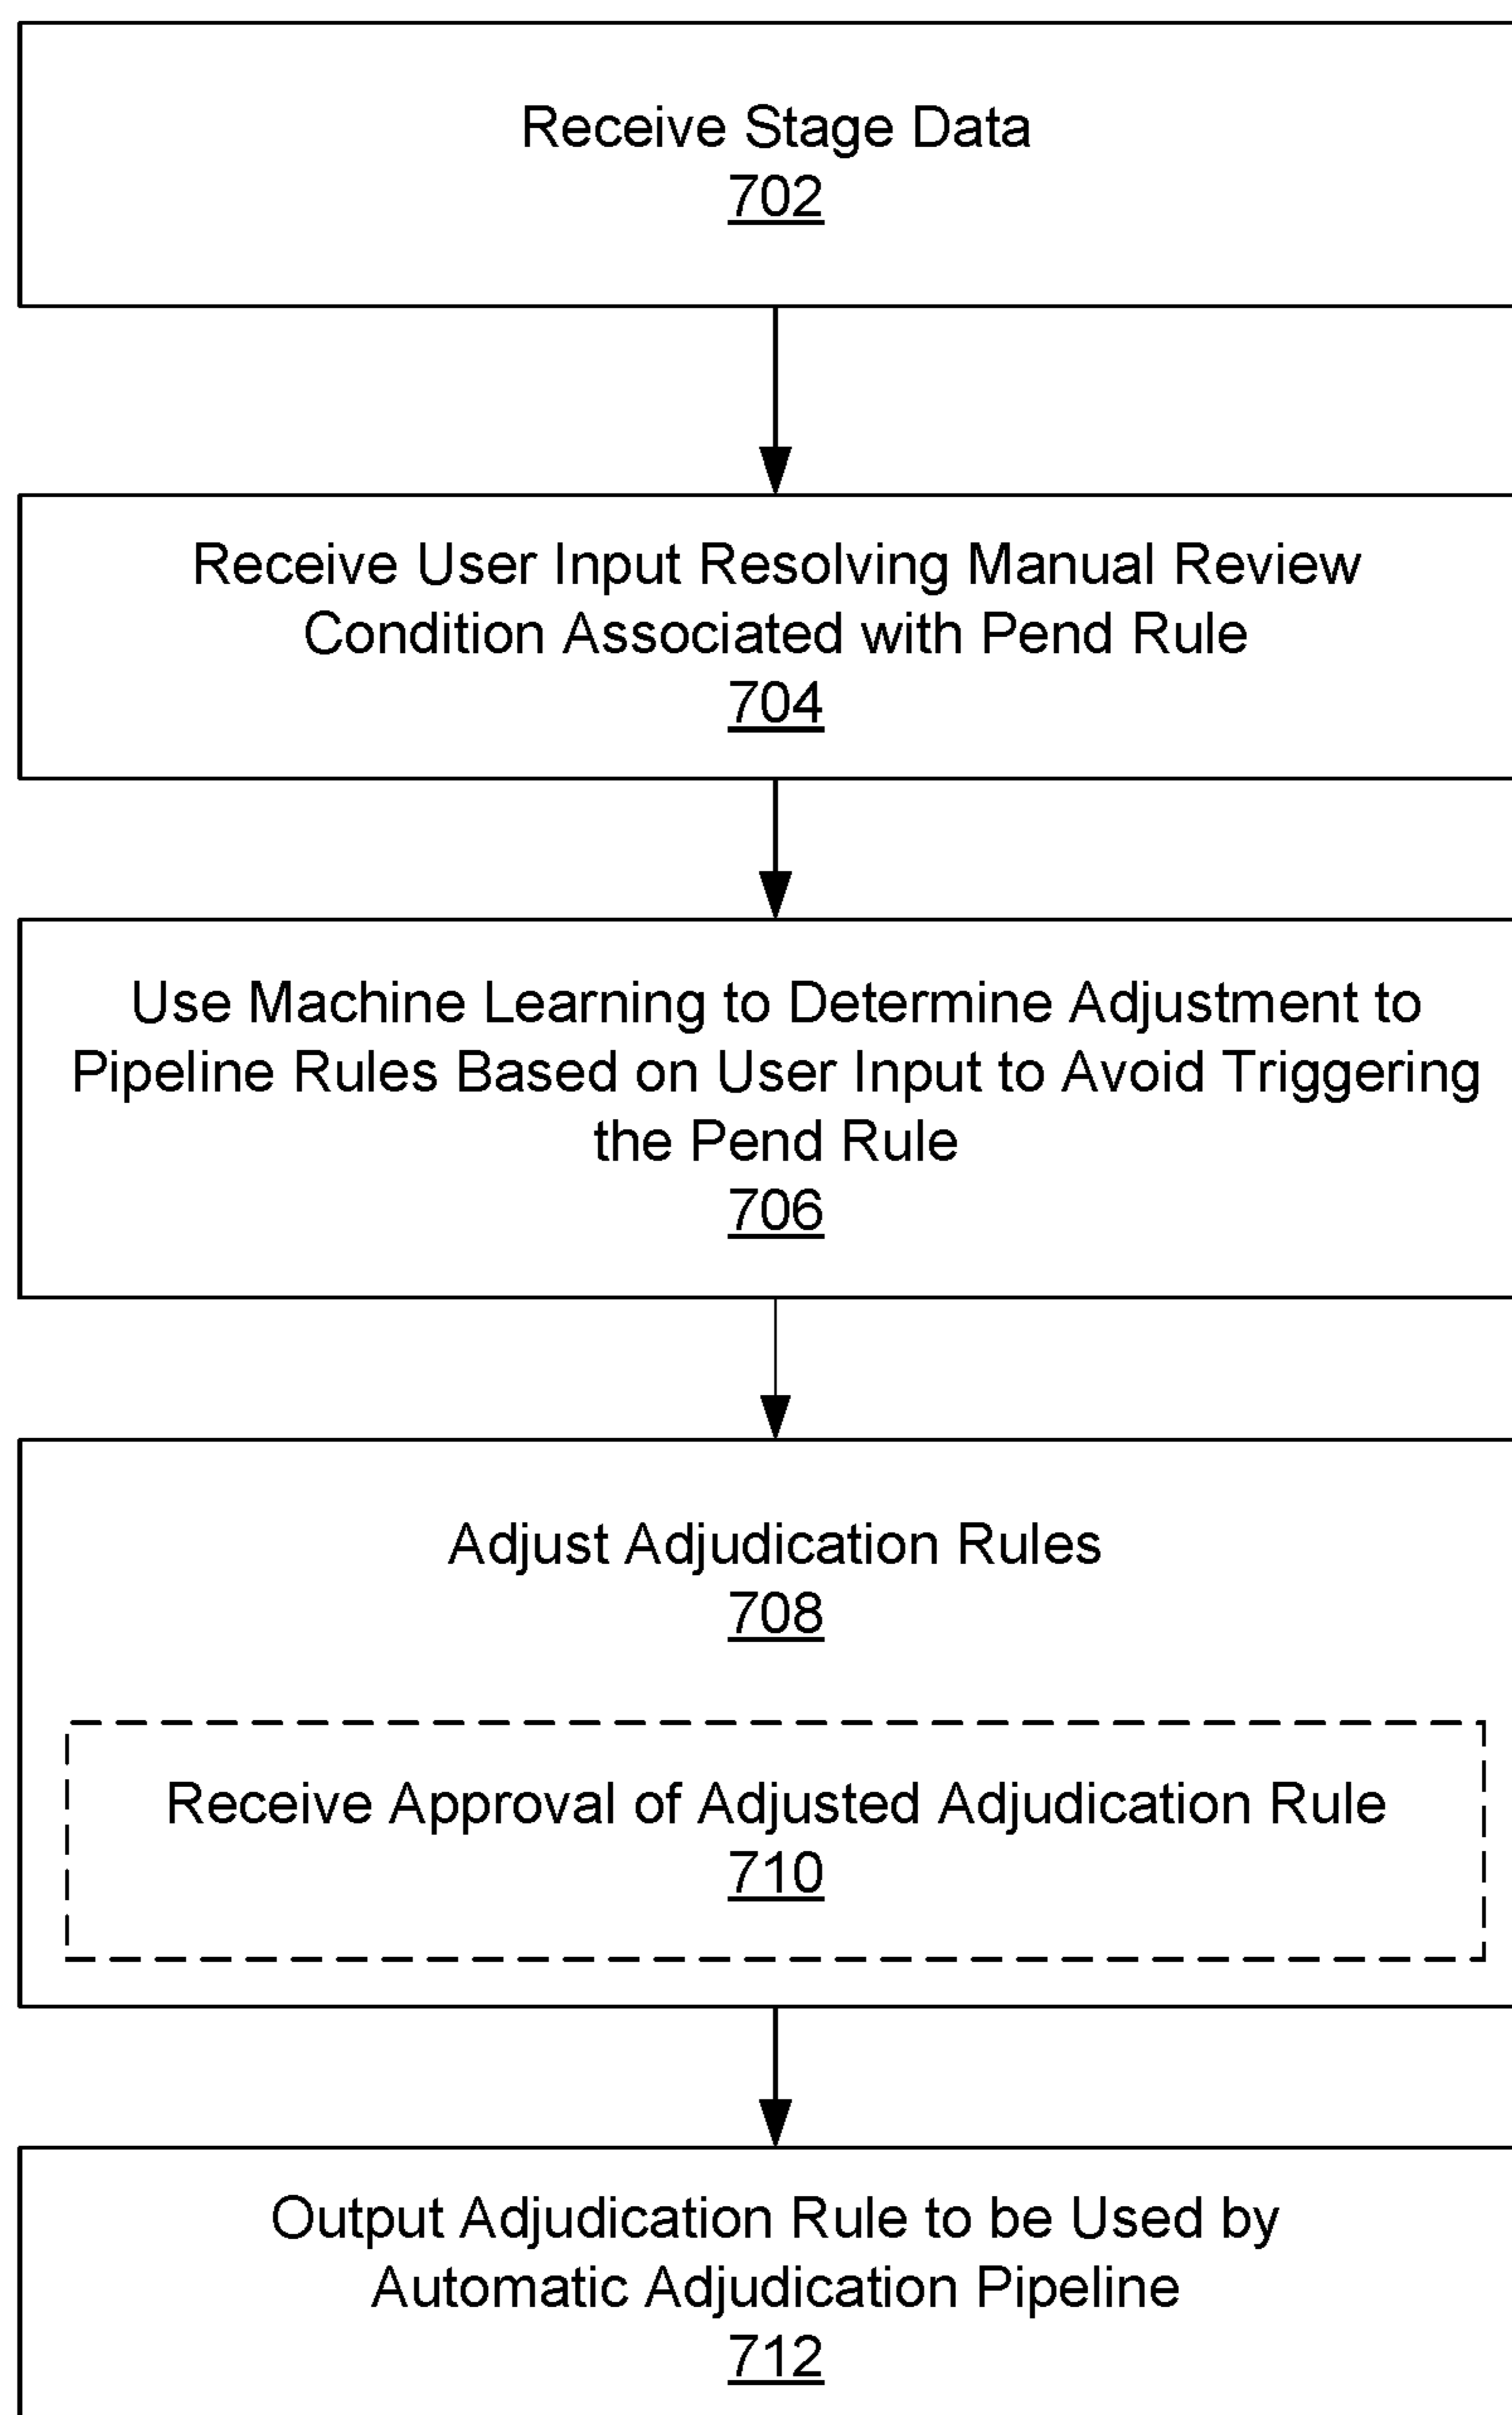 Receive Stage Data
702
Receive User Input Resolving Manual Review
Condition Associated with Pend Rule
704
Use Machine Learning to Determine Adjustment to
Pipeline Rules Based on User Input to Avoid Triggering
the Pend Rule
706
Adjust Adjudication Rules
708
Receive Approval of Adjusted Adjudication Rule
710
Output Adjudication Rule to be Used by
Automatic Adjudication Pipeline
712